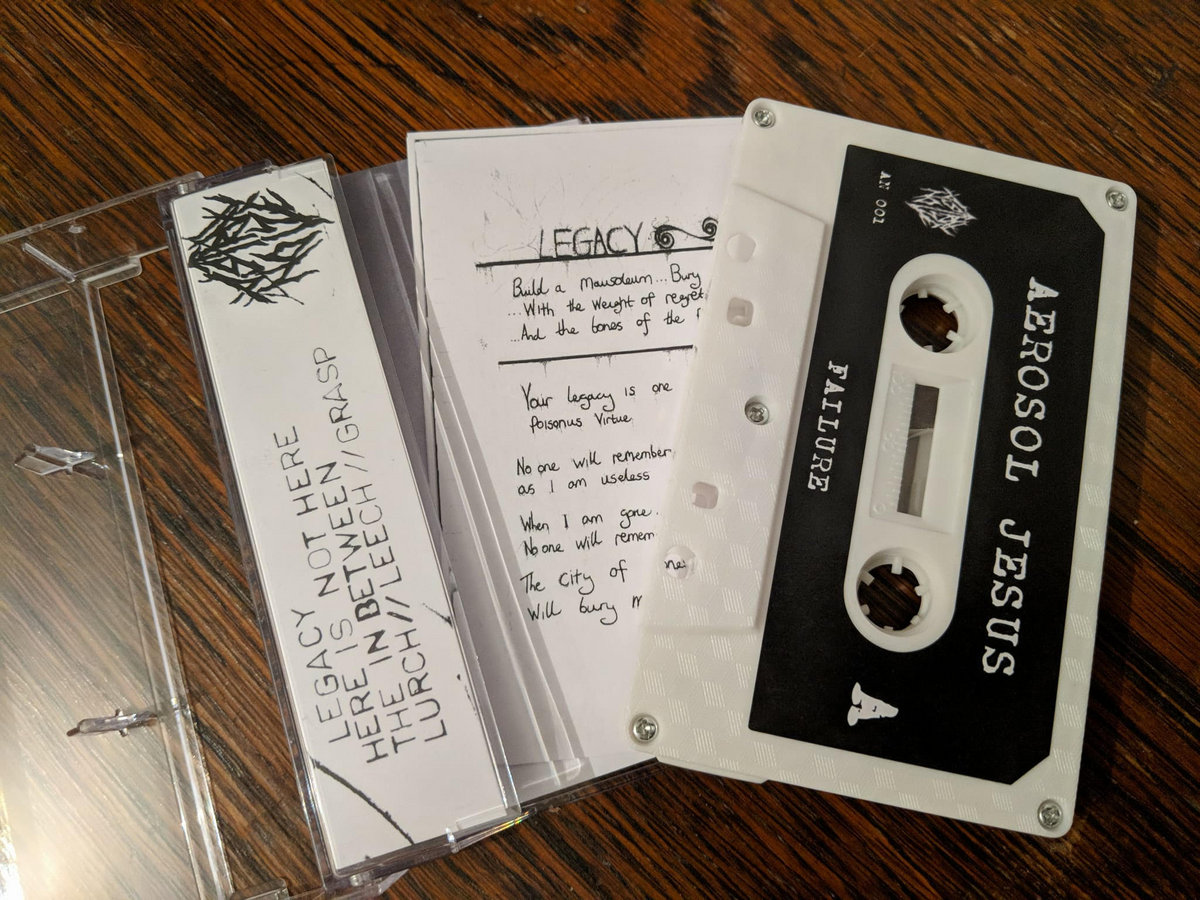 LEGACY
HERE IS NOT HERE
THE IN BETWEEN
LURCH//LEECH//GRASP
LEGACY
Build a Mausoleum... Bury
...With the weight of regret
...And the bones of the
Your legacy is one
Poisonus Virtue
No one will remember
as I am useless
When I am gone.
No one will remem
The City of
Will bury
AN 001
AEROSOL JESUS
FAILURE
A